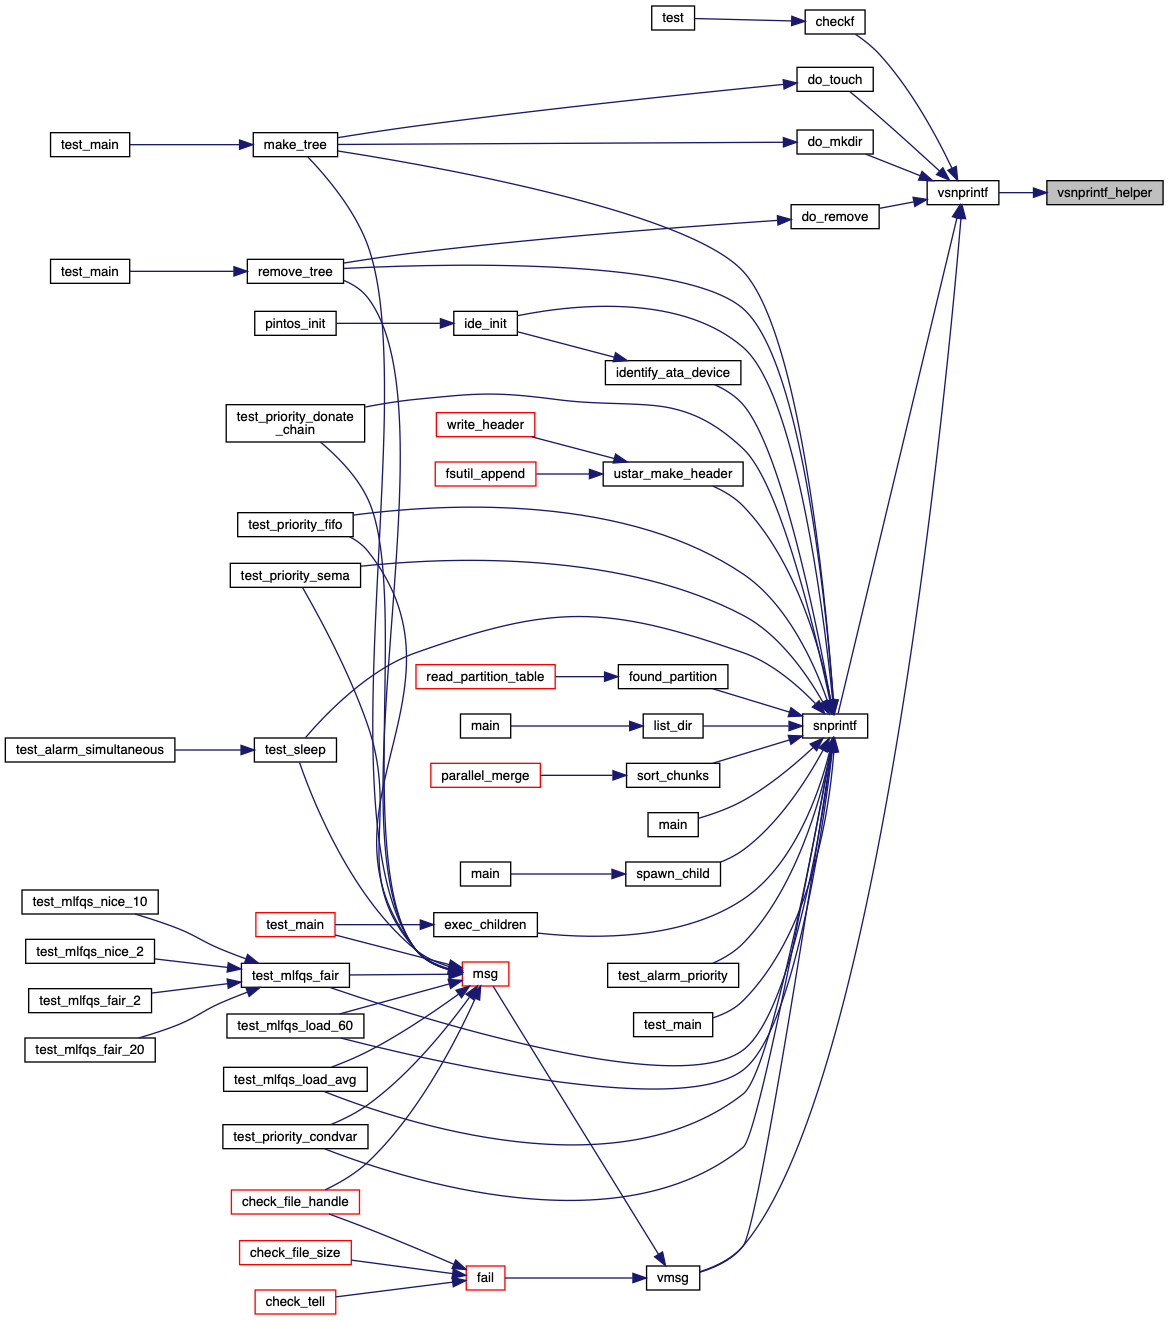 test
checkf
do_touch
test_main
make_tree
do_mkdir
vsnprintf
vsnprintf_helper
do_remove
test_main
remove_tree
pintos_init
ide_init
identify_ata_device
test_priority_donate
_chain
write_header
fsutil_append
ustar_make_header
test_priority_fifo
test_priority_sema
read_partition_table
found_partition
main
list_dir
snprintf
test_alarm_simultaneous
test_sleep
parallel_merge
sort_chunks
main
main
spawn_child
test_mlfqs_nice_10
test_main
exec_children
test_mlfqs_nice_2
test_mlfqs_fair
msg
test_alarm_priority
test_mlfqs_fair_2
test_mlfqs_load_60
test_main
test_mlfqs_fair_20
test_mlfqs_load_avg
test_priority_condvar
check_file_handle
check_file_size
fail
vmsg
check_tell